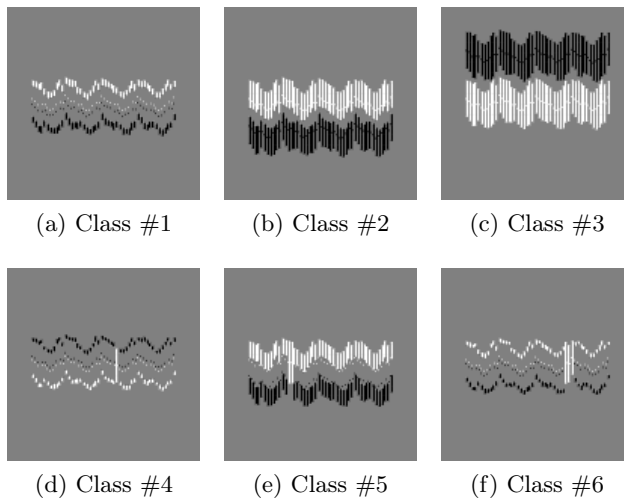 (a) Class #1
(b) Class #2
(c) Class #3
(d) Class #4
(e) Class #5
(f) Class #6